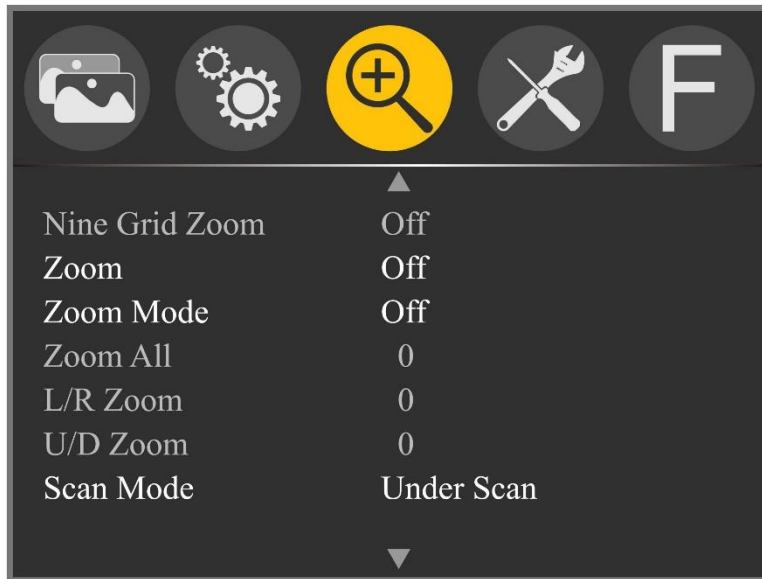 F
Nine Grid Zoom Off
Zoom Off
Zoom Mode Off
Zoom All 0
L/R Zoom 0
U/D Zoom 0
Scan Mode Under Scan